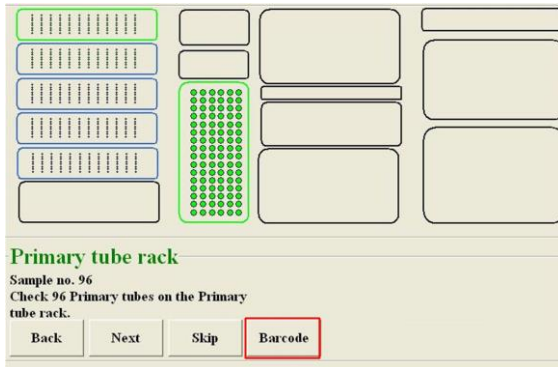 Primary tube rack
Sample no. 96
Check 96 Primary tubes on the Primary
tube rack.
Back
Next
Skip
Barcode